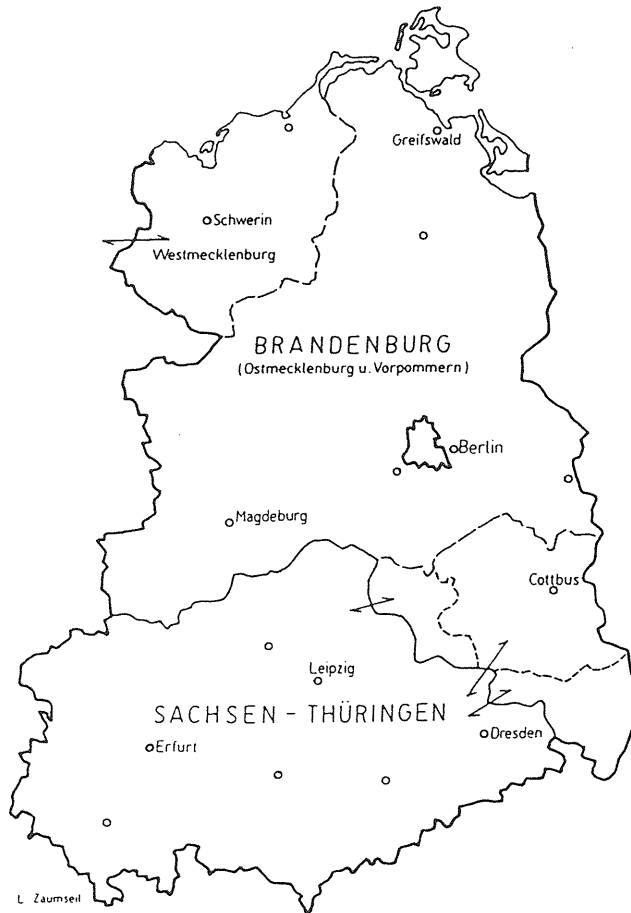 Greifswald
Schwerin
Westmecklenburg
BRANDENBURG
(Ostmecklenburg u. Vorpommern)
Berlin
Magdeburg
Cottbus
Leipzig
SACHSEN - THÜRINGEN
Dresden
Erfurt
L Zaumseil